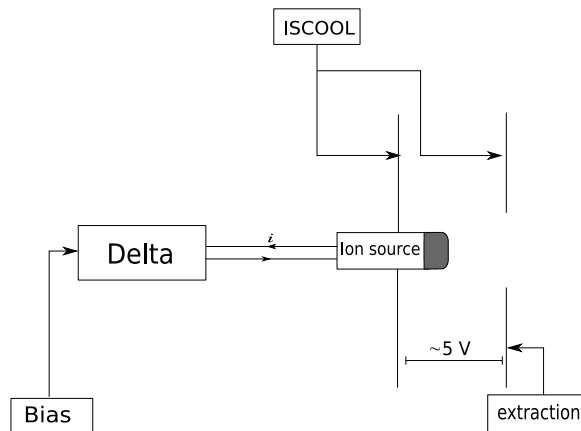 ISCOOL
i
Delta
Ion source
~5 V
Bias
extraction